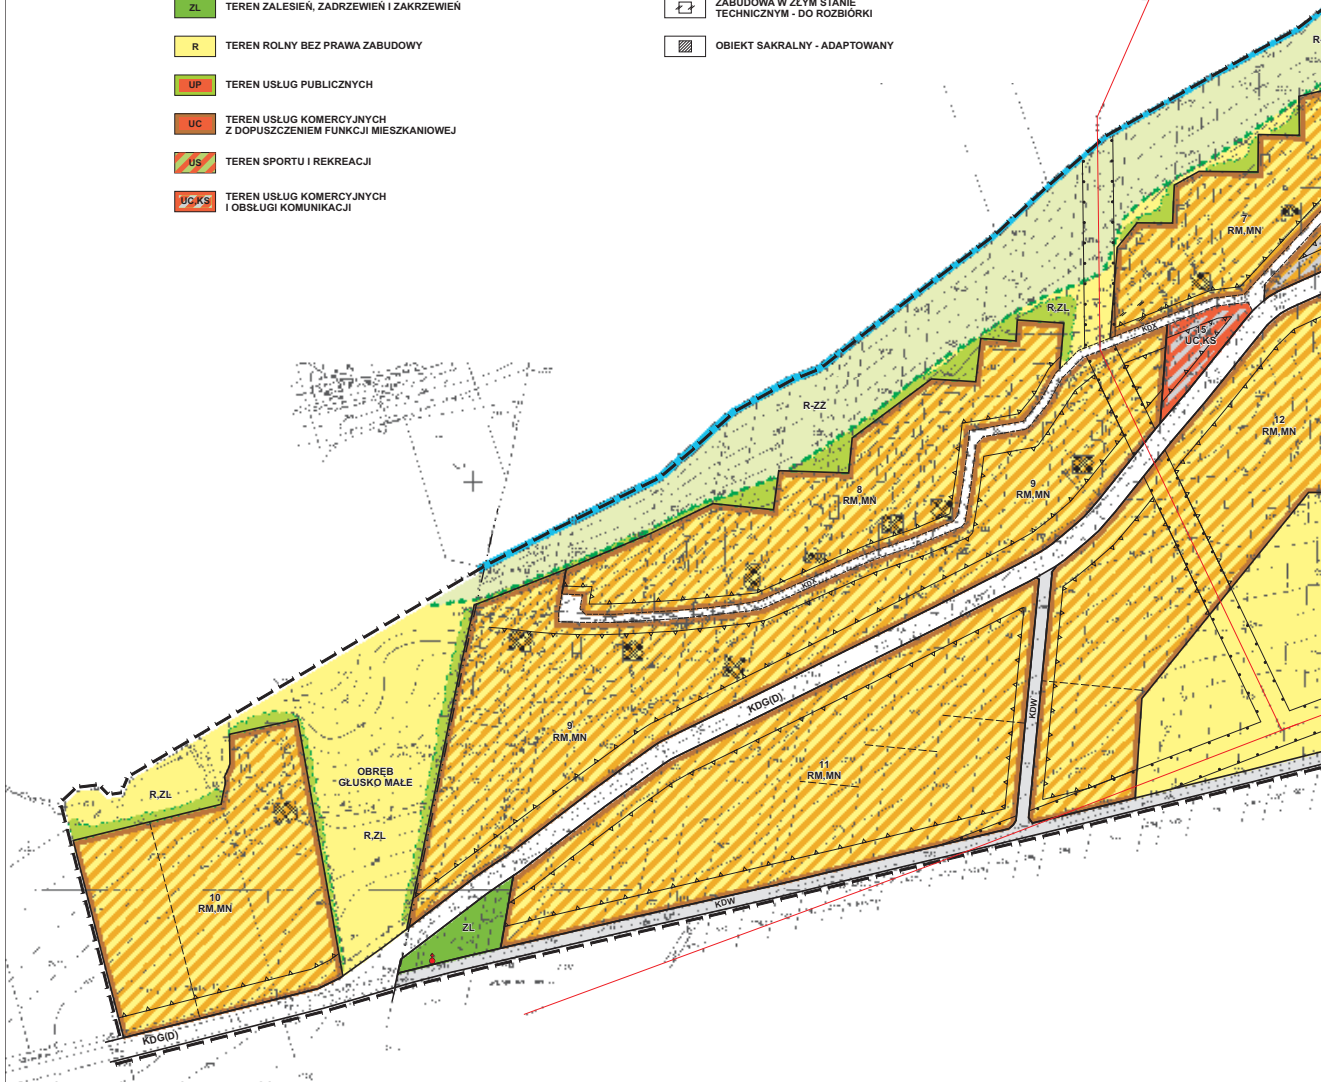 ZL
TEREN ZALESIEŃ, ZADRZEWIEŃ I ZAKRZEWIEŃ
R
TEREN ROLNY BEZ PRAWA ZABUDOWY
UP
TEREN USŁUG PUBLICZNYCH
UC
TEREN USŁUG KOMERCYJNYCH
Z DOPUSZCZENIEM FUNKCJI MIESZKANIOWEJ
US
TEREN SPORTU I REKREACJI
UC,KS
TEREN USŁUG KOMERCYJNYCH
I OBSŁUGI KOMUNIKACJI
ZABUDOWA W ZŁYM STANIE
TECHNICZNYM - DO ROZBIÓRKI
OBIEKT SAKRALNY - ADAPTOWANY
7
RM,MN
R,ZL
KDX
15
UC,KS
R-ZZ
12
RM,MN
8
RM,MN
9
RM,MN
KDX
KDG(D)
KDW
9
RM,MN
11
RM,MN
OBRĘB
GŁUSKO MAŁE
R,ZL
R,ZL
10
RM,MN
ZL
KDW
KDG(D)